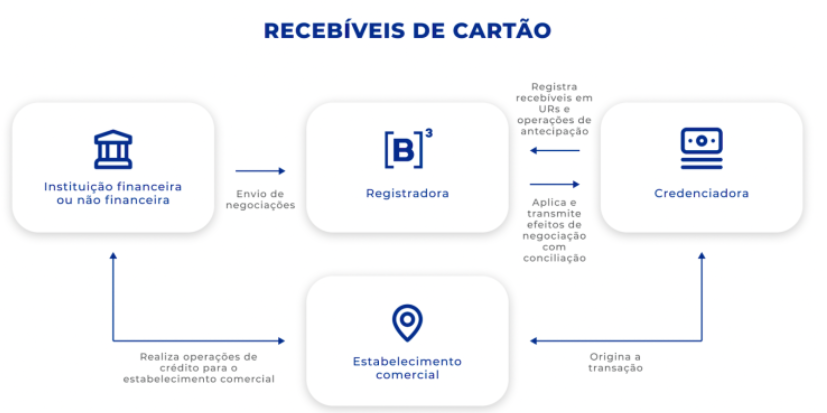 RECEBÍVEIS DE CARTÃO
Instituição financeira
ou não financeira
Envio de
negociações
[B]³
Registradora
Registra
recebíveis em
URs e
operações de
antecipação
Aplica e
transmite
efeitos de
negociação
com
conciliação
Credenciadora
Realiza operações de
crédito para o
estabelecimento comercial
Estabelecimento
comercial
Origina a
transação